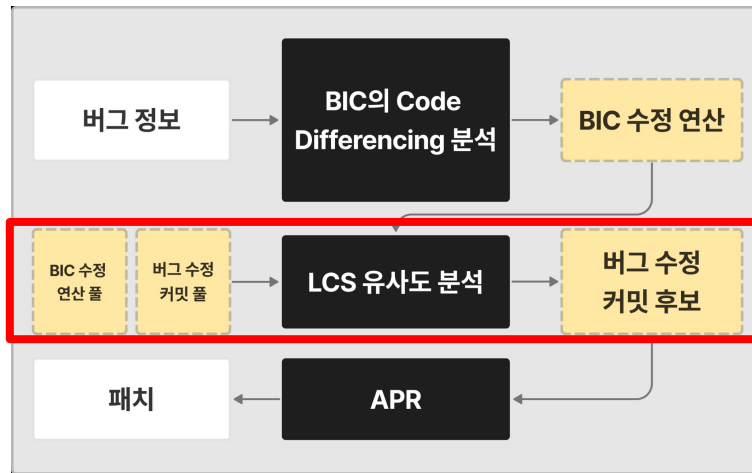 버그 정보
BIC의 Code
Differencing 분석
BIC 수정 연산
BIC 수정
연산 풀
버그 수정
커밋 풀
LCS 유사도 분석
버그 수정
커밋 후보
패치
APR